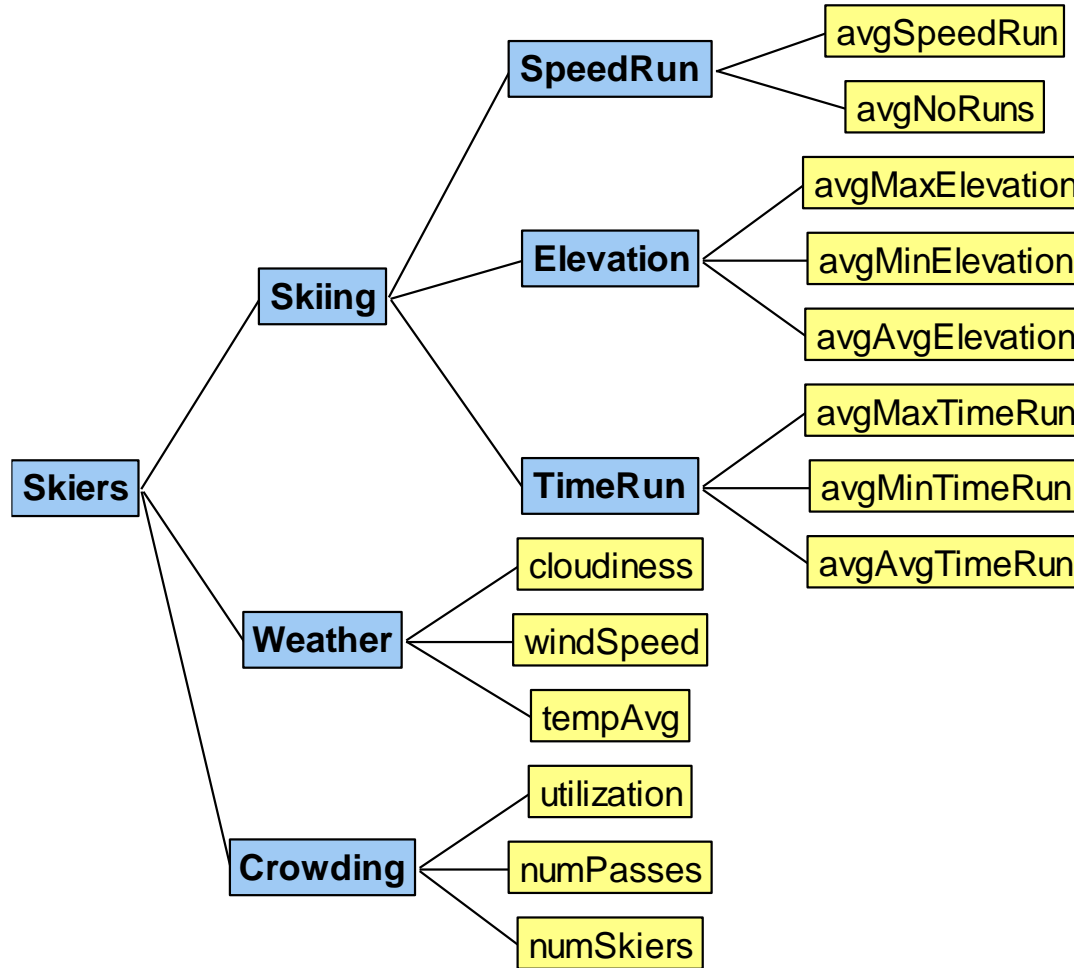 avgSpeedRun
SpeedRun
avgNoRuns
avgMaxElevation
Elevation
avgMinElevation
Skiing
avgAvgElevation
avgMaxTimeRun
Skiers
TimeRun
avgMinTimeRun
cloudiness
avgAvgTimeRun
Weather
windSpeed
tempAvg
utilization
Crowding
numPasses
numSkiers